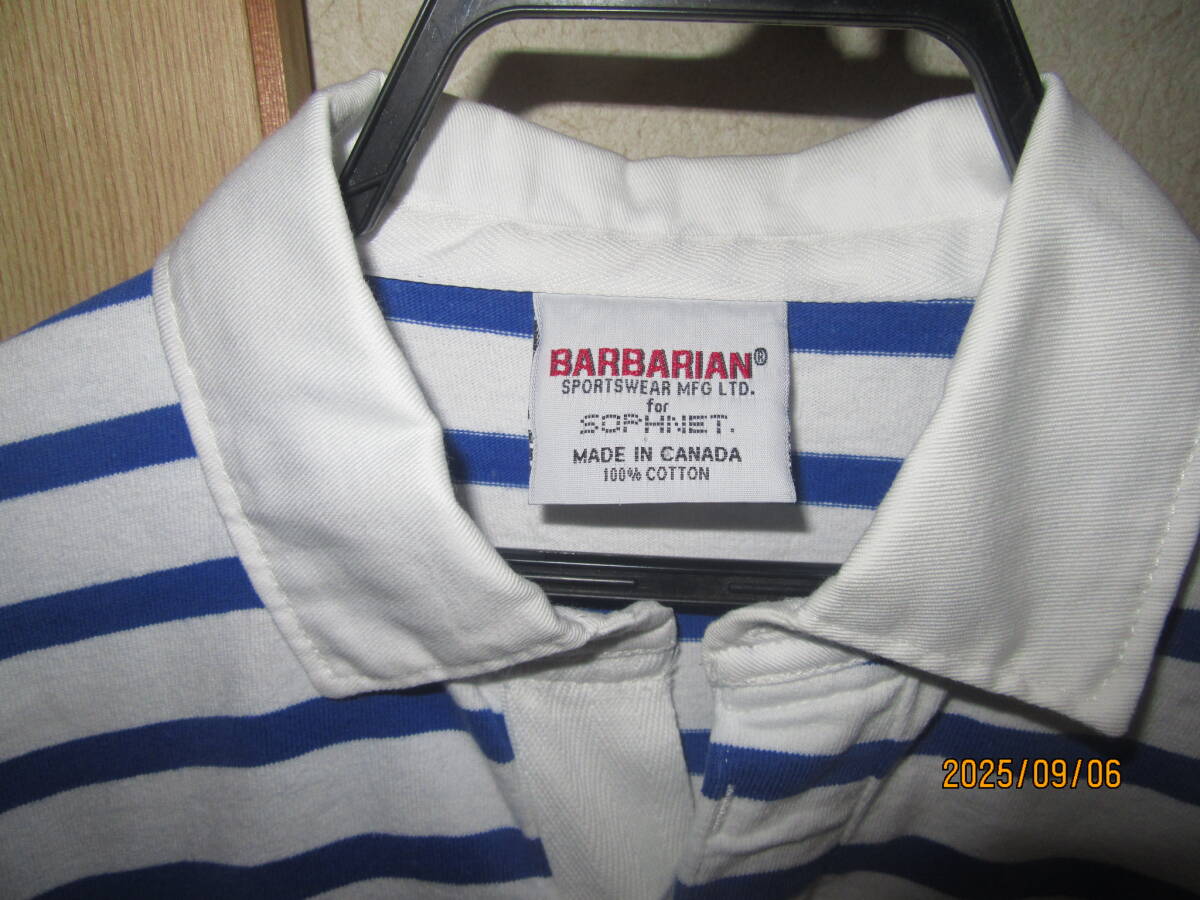 BARBARIAN®
SPORTSWEAR MFG LTD.
for
SOPHNET.
MADE IN CANADA
100% COTTON
2025/09/06